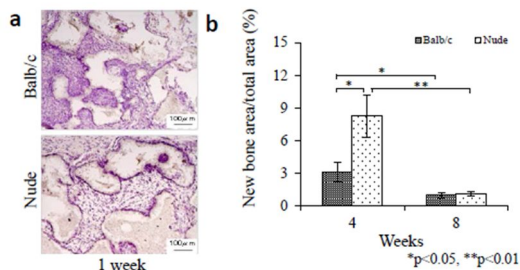 a
Balb/c
100µm
Nude
100µm
1 week
b
Balb/c
Nude
New bone area/total area (%)
15
12
9
6
3
0
*
*
**
4
8
Weeks
*p<0.05, **p<0.01